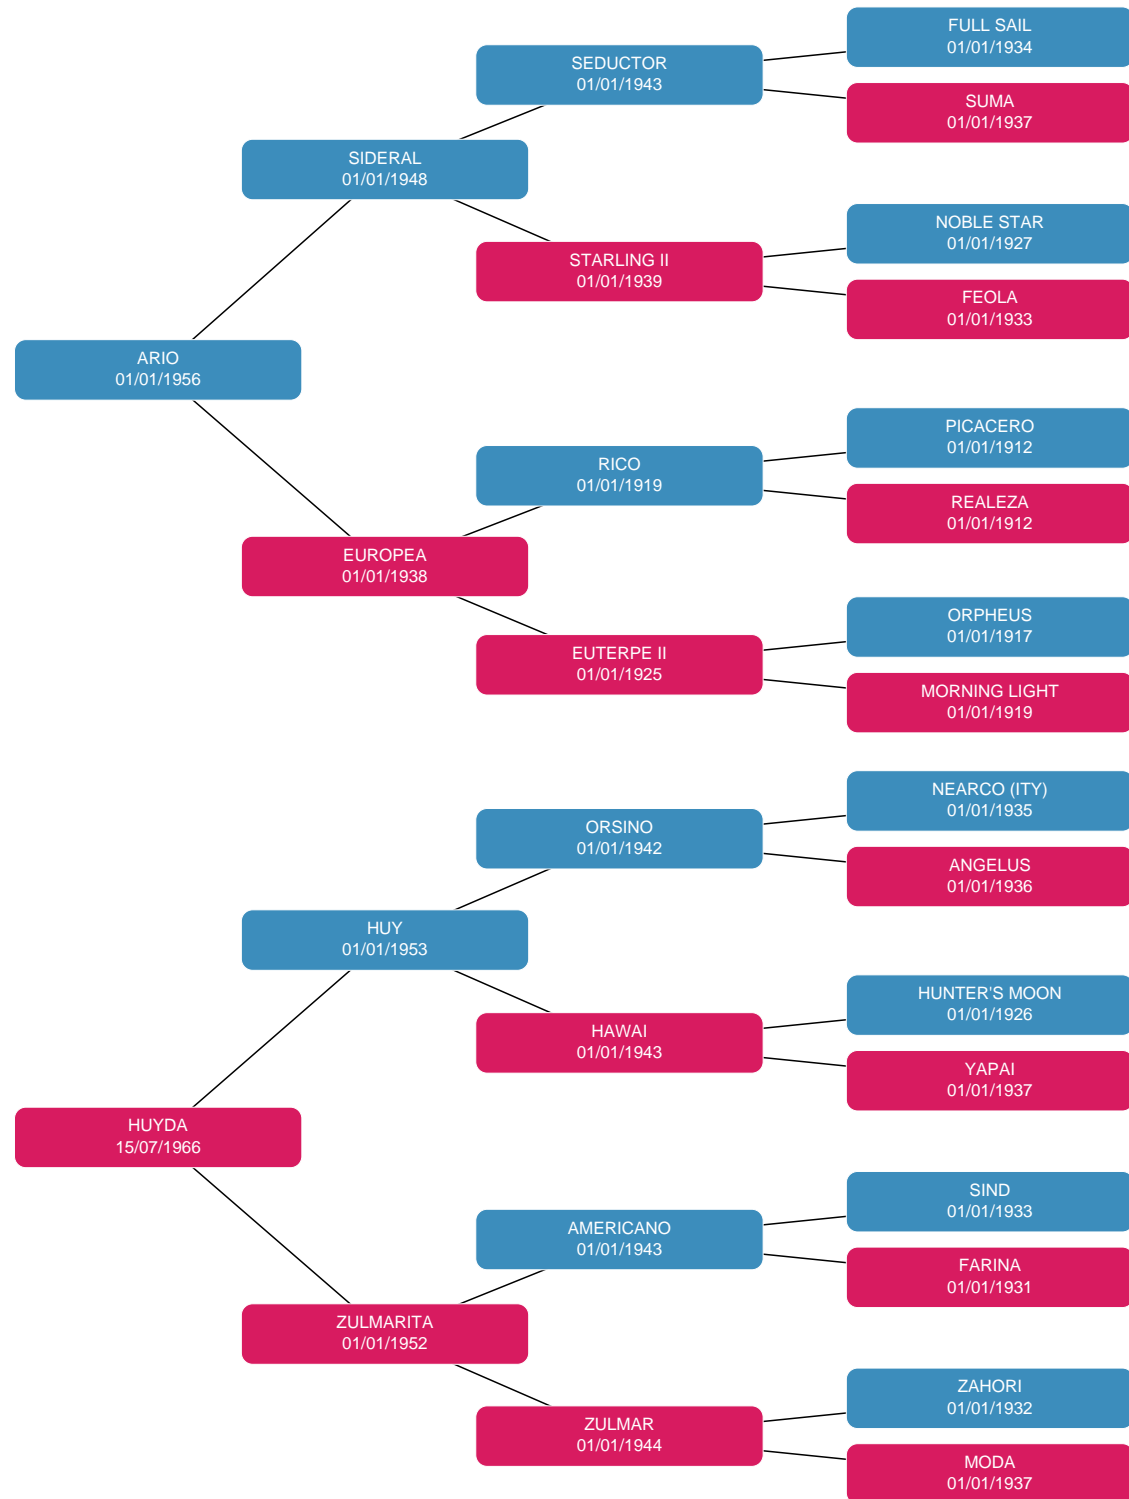 FULL SAIL
01/01/1934
SEDUCTOR
01/01/1943
SUMA
01/01/1937
SIDERAL
01/01/1948
NOBLE STAR
01/01/1927
STARLING II
01/01/1939
FEOLA
01/01/1933
ARIO
01/01/1956
PICACERO
01/01/1912
RICO
01/01/1919
REALEZA
01/01/1912
EUROPEA
01/01/1938
ORPHEUS
01/01/1917
EUTERPE II
01/01/1925
MORNING LIGHT
01/01/1919
NEARCO (ITY)
01/01/1935
ORSINO
01/01/1942
ANGELUS
01/01/1936
HUY
01/01/1953
HUNTER'S MOON
01/01/1926
HAWAI
01/01/1943
YAPAI
01/01/1937
HUYDA
15/07/1966
SIND
01/01/1933
AMERICANO
01/01/1943
FARINA
01/01/1931
ZULMARITA
01/01/1952
ZAHORI
01/01/1932
ZULMAR
01/01/1944
MODA
01/01/1937